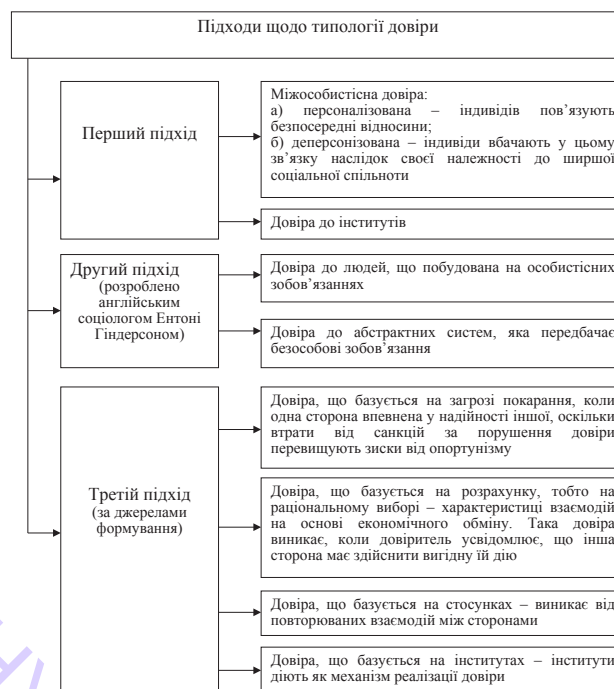 Підходи щодо типології довіри
Перший підхід
Міжособистісна довіра:
а) персоналізована – індивідів пов’язують
безпосередні відносини;
б) деперсонізована – індивіди вбачають у цьому
зв’язку наслідок своєї належності до ширшої
соціальної спільноти
Довіра до інститутів
Другий підхід
(розроблено
англійським
соціологом Ентоні
Гіндерсоном)
Довіра до людей, що побудована на особистісних
зобов’язаннях
Довіра до абстрактних систем, яка передбачає
безособові зобов’язання
Третій підхід
(за джерелами
формування)
Довіра, що базується на загрозі покарання, коли
одна сторона впевнена у надійності іншої, оскільки
втрати від санкцій за порушення довіри
перевищують зиски від опортунізму
Довіра, що базується на розрахунку, тобто на
раціональному виборі – характеристиці взаємодій
на основі економічного обміну. Така довіра
виникає, коли довіритель усвідомлює, що інша
сторона має здійснити вигідну їй дію
Довіра, що базується на стосунках – виникає від
повторюваних взаємодій між сторонами
Довіра, що базується на інститутах – інститути
діють як механізм реалізації довіри